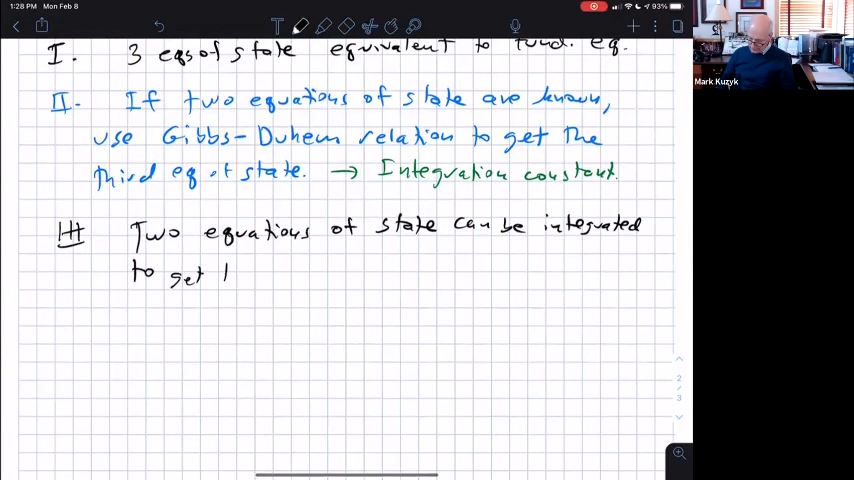 1:28 PM Mon Feb 8
93%
I. 3 eqs of state equivalent to fund. eq.
Mark Kuzyk
II. If two equations of state are known,
use Gibbs-Duhem relation to get the
third eq of state. → Integration constant.
III Two equations of state can be integrated
to get
2
3